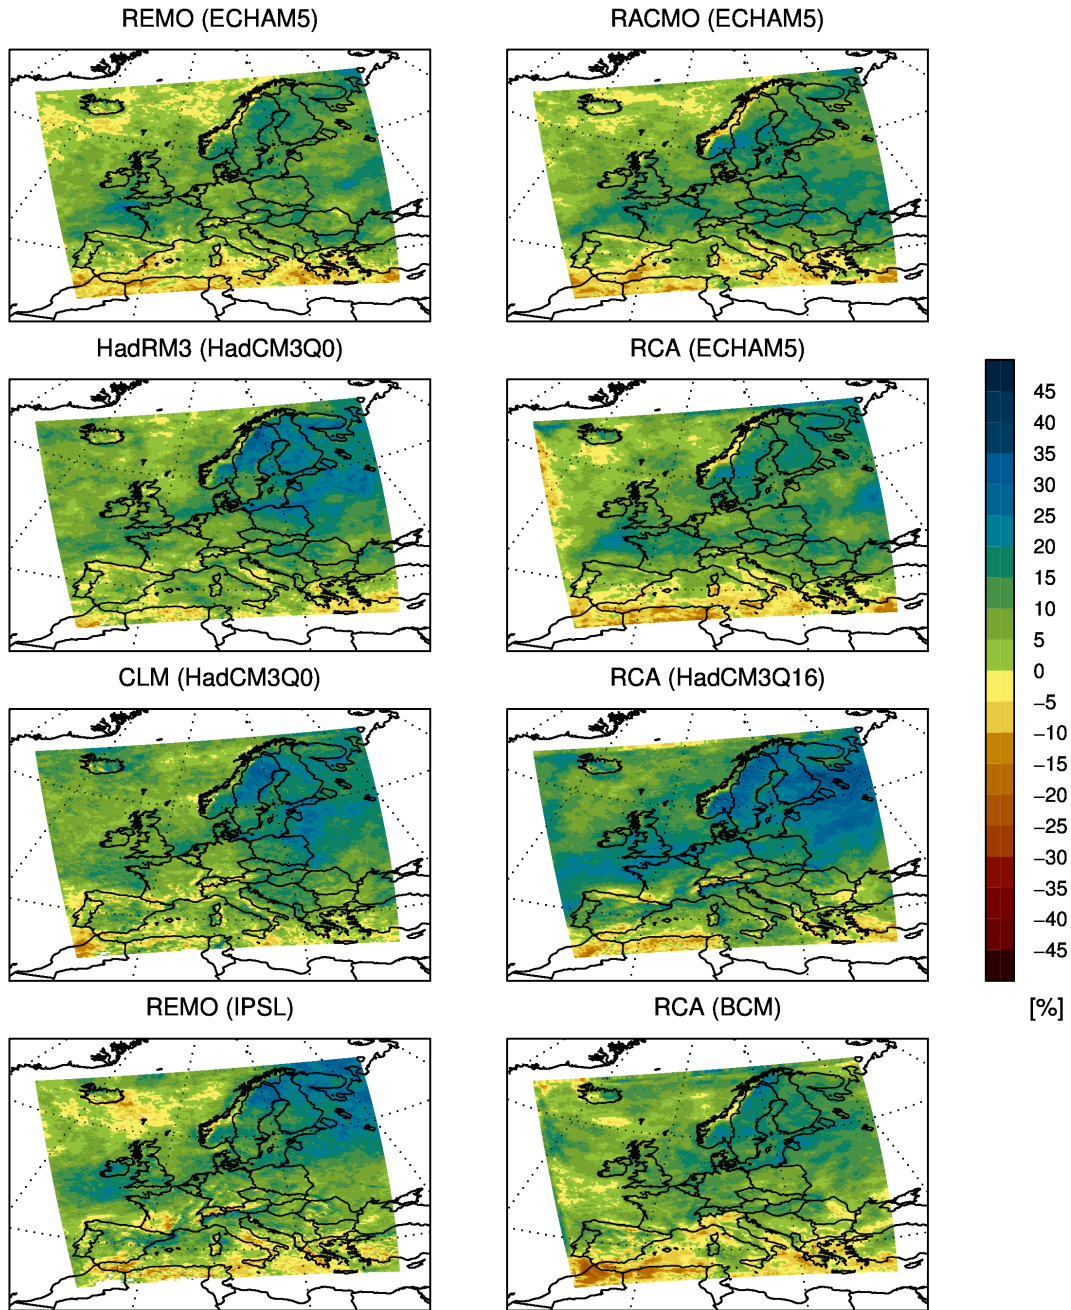 REMO (ECHAM5)
RACMO (ECHAM5)
HadRM3 (HadCM3Q0)
RCA (ECHAM5)
CLM (HadCM3Q0)
RCA (HadCM3Q16)
REMO (IPSL)
RCA (BCM)
45
40
35
30
25
20
15
10
5
0
−5
−10
−15
−20
−25
−30
−35
−40
−45
[%]